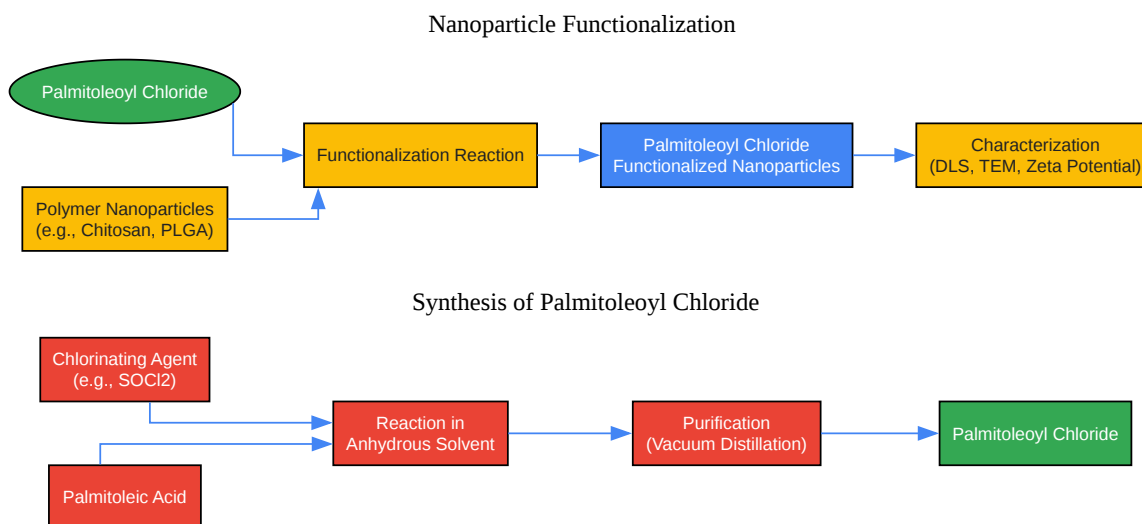 Nanoparticle Functionalization
Palmitoleoyl Chloride
Polymer Nanoparticles
(e.g., Chitosan, PLGA)
Functionalization Reaction
Palmitoleoyl Chloride
Functionalized Nanoparticles
Characterization
(DLS, TEM, Zeta Potential)
Synthesis of Palmitoleoyl Chloride
Chlorinating Agent
(e.g., SOCl2)
Palmitoleic Acid
Reaction in
Anhydrous Solvent
Purification
(Vacuum Distillation)
Palmitoleoyl Chloride